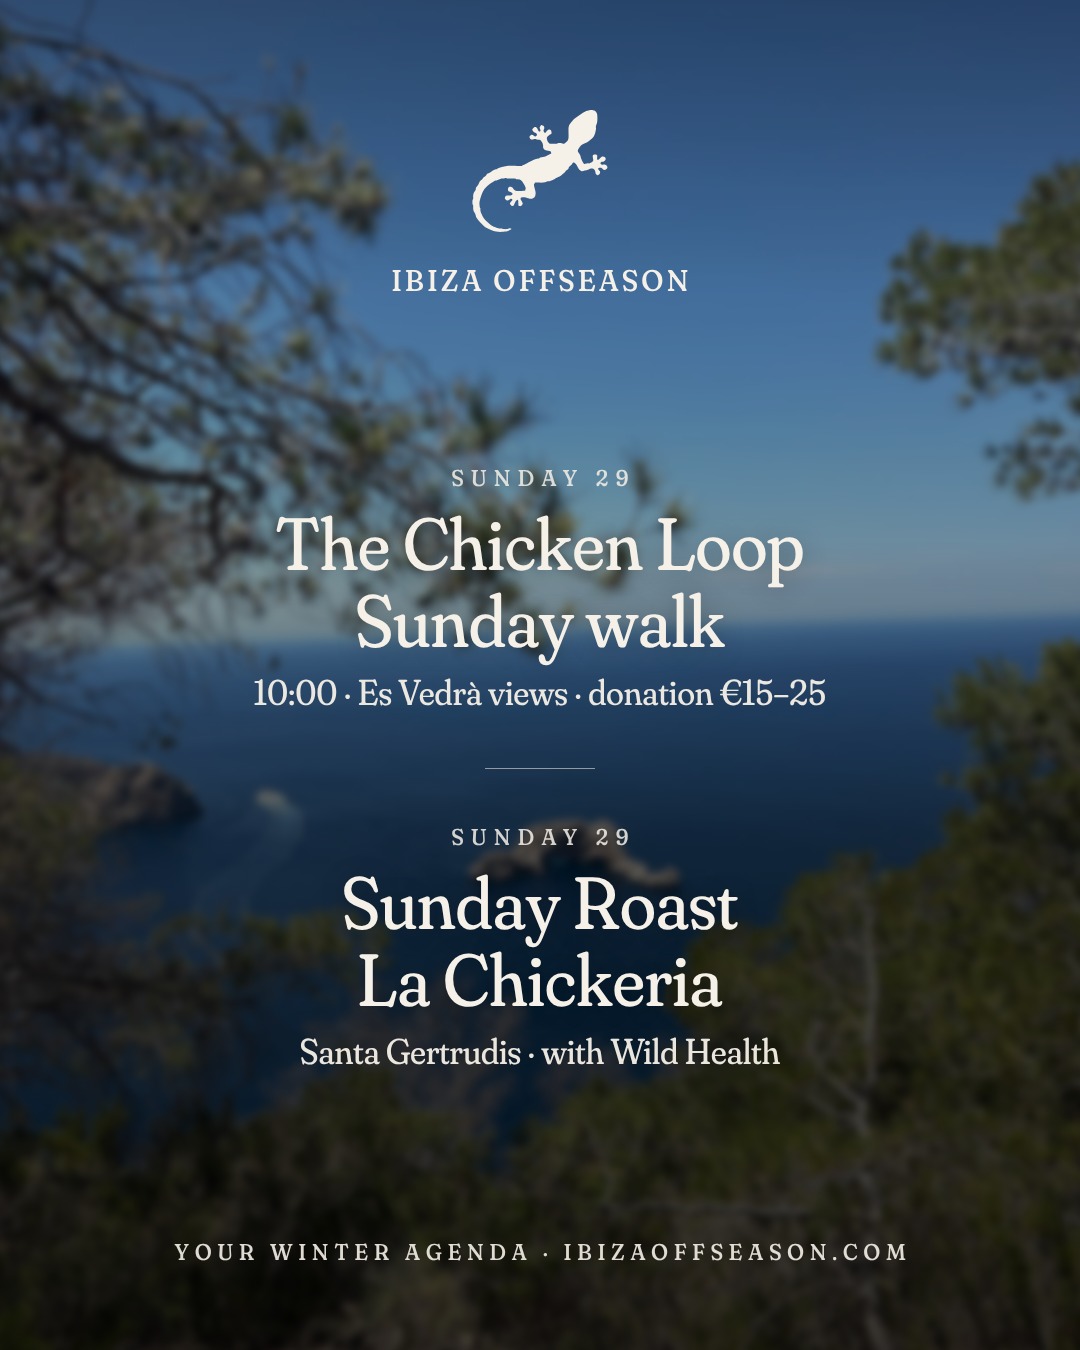 IBIZA OFFSEASON
SUNDAY 29
The Chicken Loop
Sunday walk
10:00 · Es Vedrà views · donation €15–25
SUNDAY 29
Sunday Roast
La Chickeria
Santa Gertrudis · with Wild Health
YOUR WINTER AGENDA · IBIZAOFFSEASON.COM